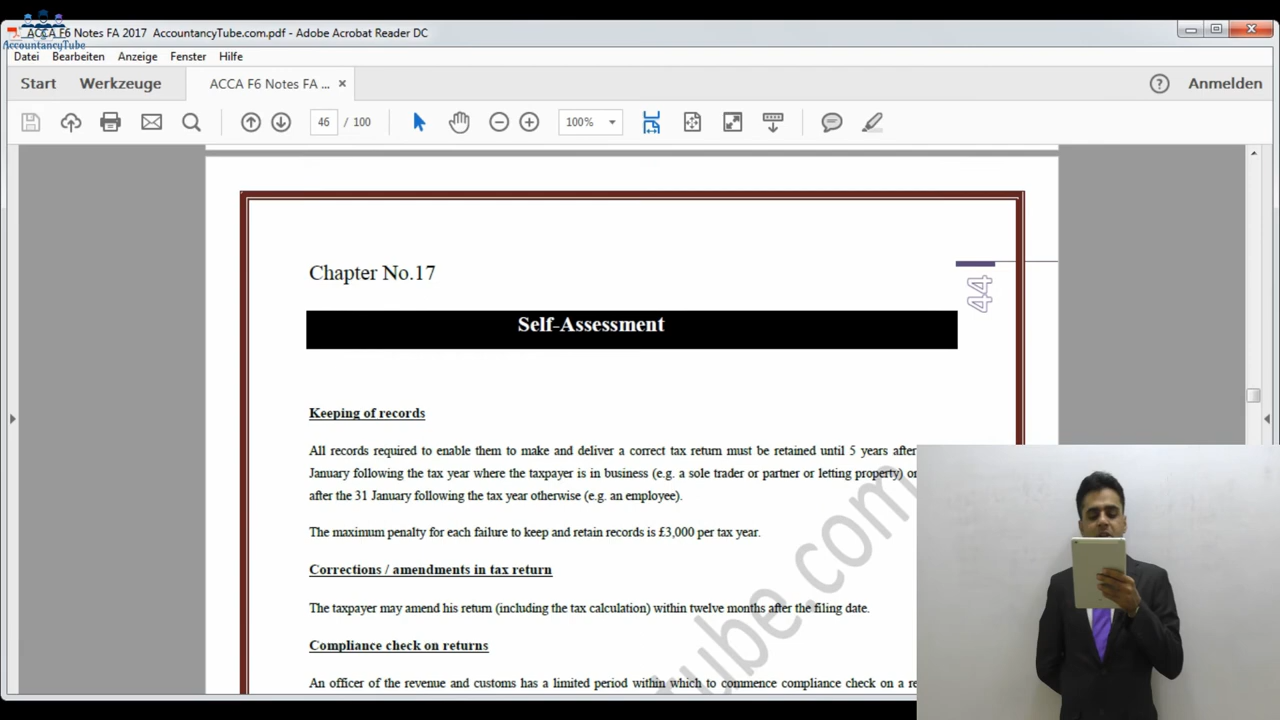 ACCA F6 Notes FA 2017 AccountancyTube.com.pdf - Adobe Acrobat Reader DC
AccountancyTube
Datei Bearbeiten Anzeige Fenster Hilfe
Start Werkzeuge ACCA F6 Notes FA ... × ? Anmelden
46 / 100 100%
Chapter No.17
44
Self-Assessment
Keeping of records
All records required to enable them to make and deliver a correct tax return must be retained until 5 years after
January following the tax year where the taxpayer is in business (e.g. a sole trader or partner or letting property) or
after the 31 January following the tax year otherwise (e.g. an employee).
The maximum penalty for each failure to keep and retain records is £3,000 per tax year.
Corrections / amendments in tax return
The taxpayer may amend his return (including the tax calculation) within twelve months after the filing date.
Compliance check on returns
An officer of the revenue and customs has a limited period within which to commence compliance check on a re
tube.com